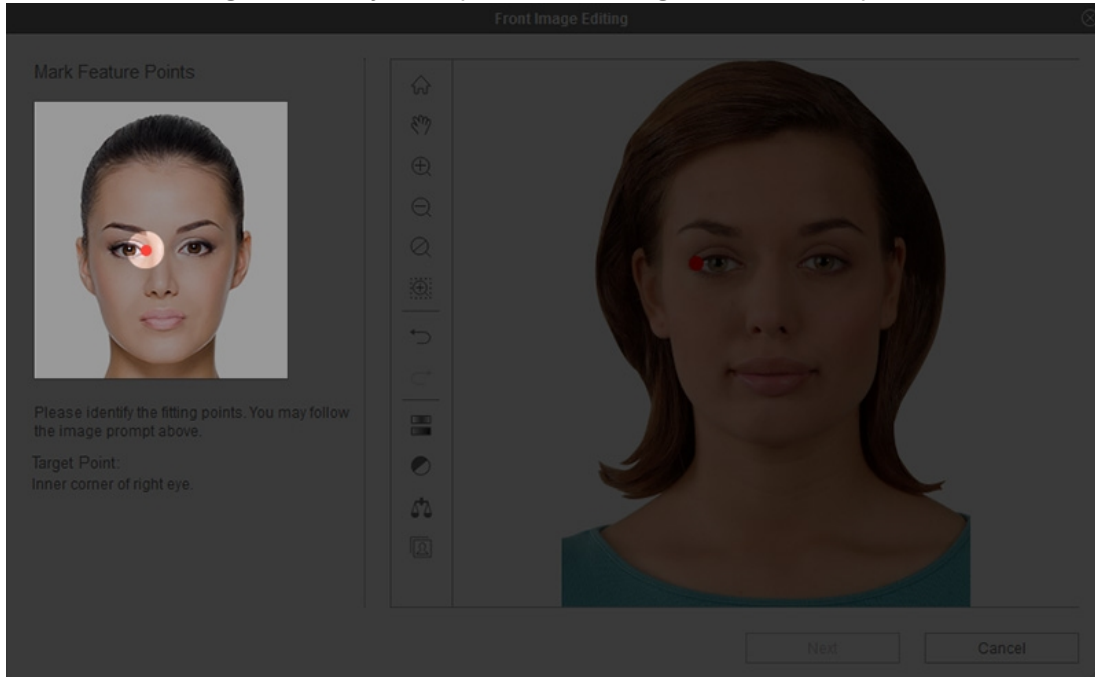 Front Image Editing
Mark Feature Points
Please identify the fitting points. You may follow
the image prompt above.
Target Point:
Inner corner of right eye.
Next
Cancel